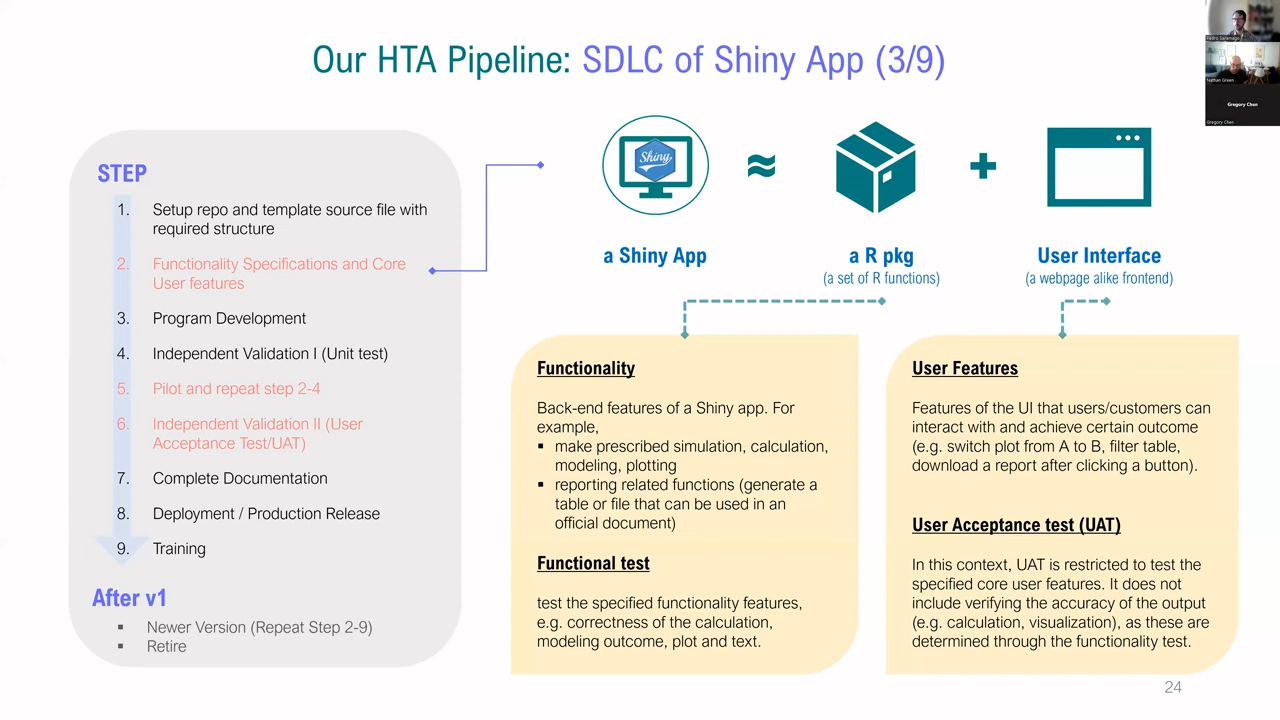 Our HTA Pipeline: SDLC of Shiny App (3/9)
STEP
1. Setup repo and template source file with
required structure
2. Functionality Specifications and Core
User features
3. Program Development
4. Independent Validation I (Unit test)
5. Pilot and repeat step 2-4
6. Independent Validation II (User
Acceptance Test/UAT)
7. Complete Documentation
8. Deployment / Production Release
9. Training
After v1
▪ Newer Version (Repeat Step 2-9)
▪ Retire
Shiny
≈
+
a Shiny App
a R pkg
(a set of R functions)
User Interface
(a webpage alike frontend)
Functionality
Back-end features of a Shiny app. For
example,
▪ make prescribed simulation, calculation,
modeling, plotting
▪ reporting related functions (generate a
table or file that can be used in an
official document)
Functional test
test the specified functionality features,
e.g. correctness of the calculation,
modeling outcome, plot and text.
User Features
Features of the UI that users/customers can
interact with and achieve certain outcome
(e.g. switch plot from A to B, filter table,
download a report after clicking a button).
User Acceptance test (UAT)
In this context, UAT is restricted to test the
specified core user features. It does not
include verifying the accuracy of the output
(e.g. calculation, visualization), as these are
determined through the functionality test.
24
Pedro Saramago
Nathan Green
Gregory Chen
Gregory Chen